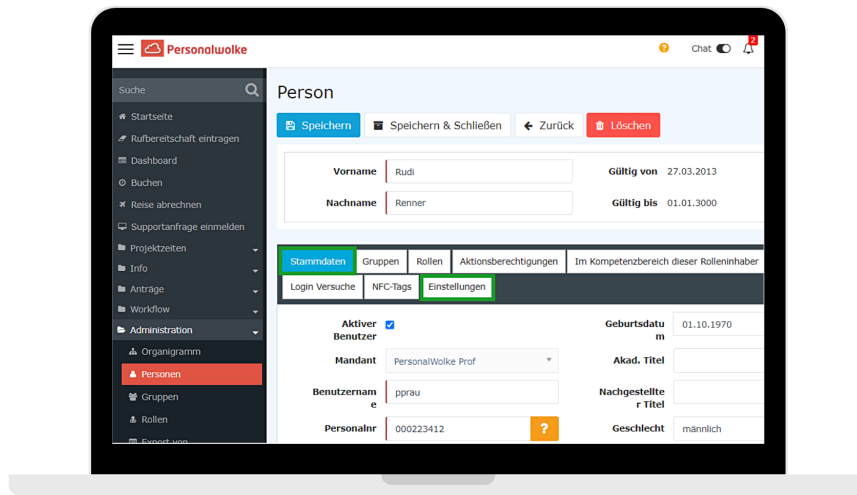 Personalwolke
Chat
2
Suche
Startseite
Rufbereitschaft eintragen
Dashboard
Buchen
Reise abrechnen
Supportanfrage einmelden
Projektzeiten
Info
Anträge
Workflow
Administration
Organigramm
Personen
Gruppen
Rollen
Export von
Person
Speichern
Speichern & Schließen
Zurück
Löschen
Vorname Rudi Gültig von 27.03.2013
Nachname Renner Gültig bis 01.01.3000
Stammdaten Gruppen Rollen Aktionsberechtigungen Im Kompetenzbereich dieser Rolleninhaber
Login Versuche NFC-Tags Einstellungen
Aktiver
Benutzer
Geburtsdatu
m
01.10.1970
Mandant PersonalWolke Prof Akad. Titel
Benutzernam
e
pprau
Nachgestellte
r Titel
Personalnr 000223412 ? Geschlecht männlich